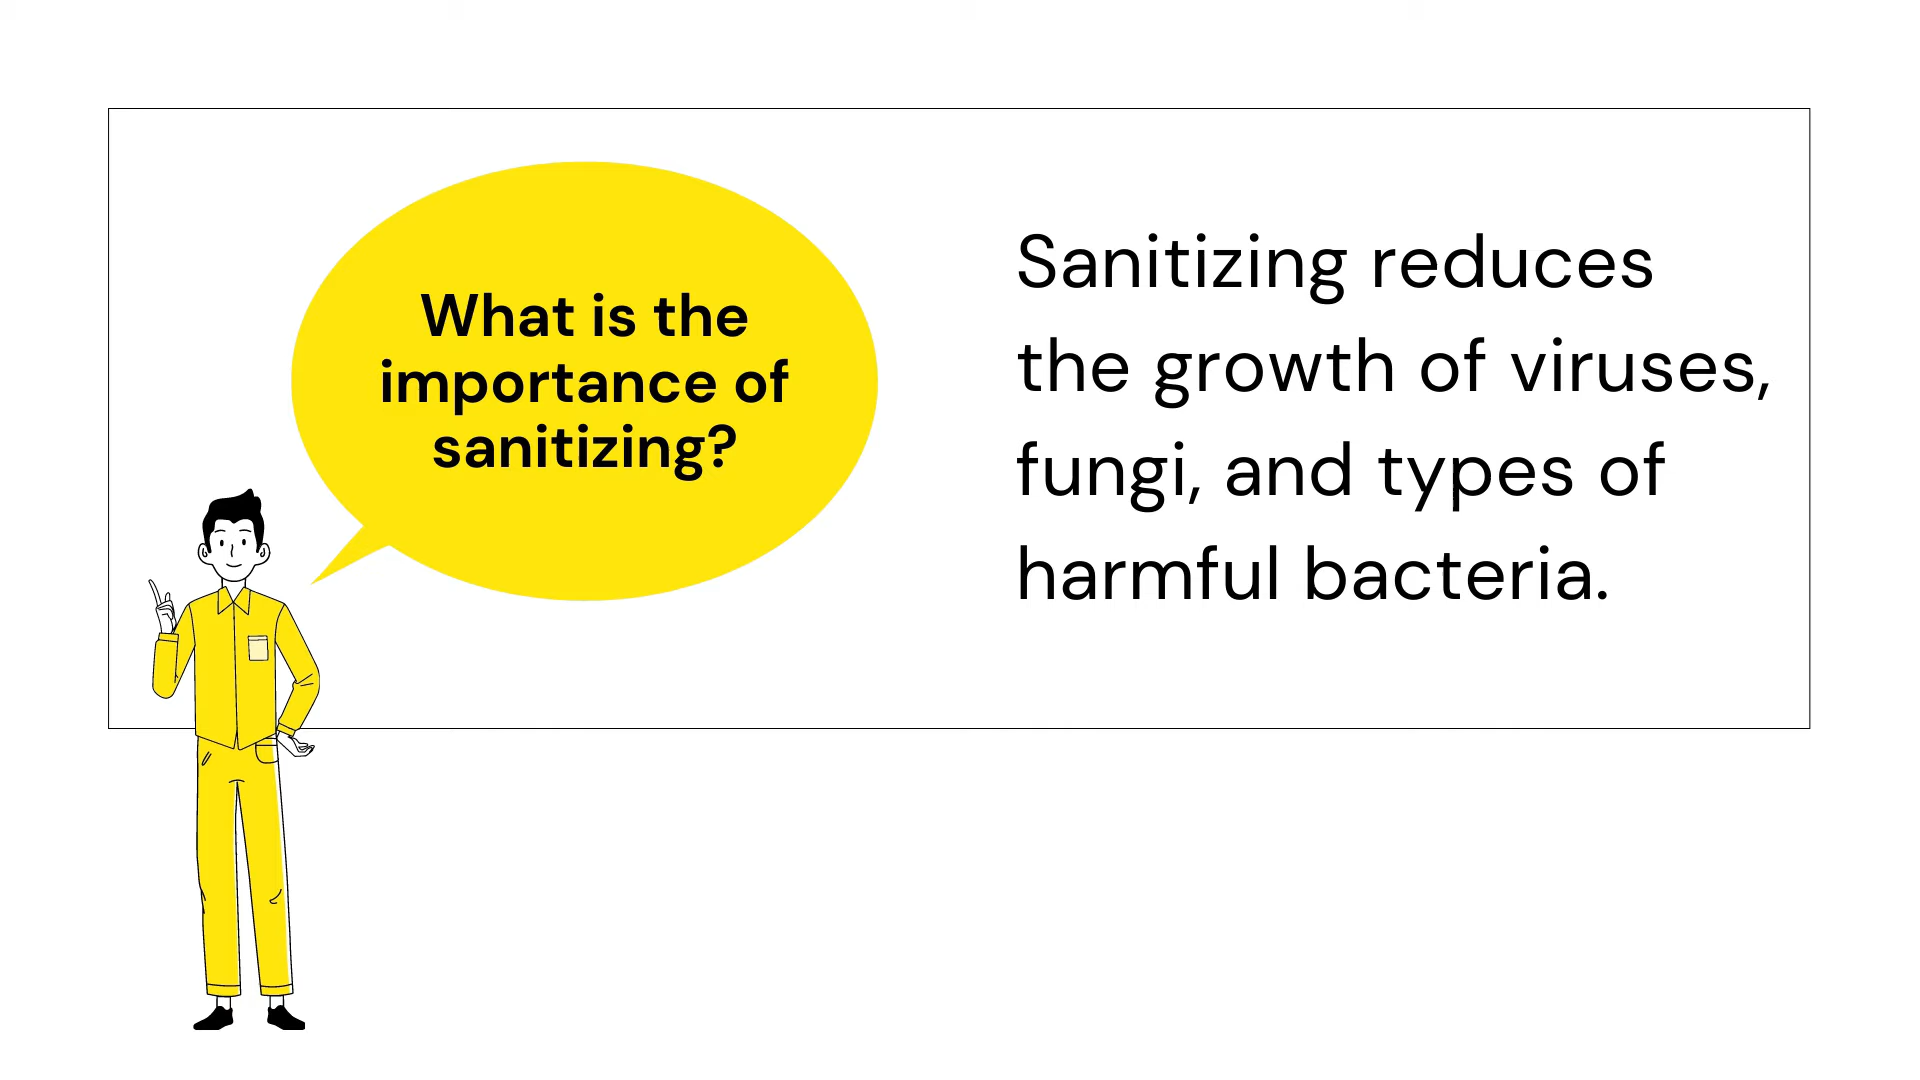 What is the
importance of
sanitizing?
Sanitizing reduces
the growth of viruses,
fungi, and types of
harmful bacteria.